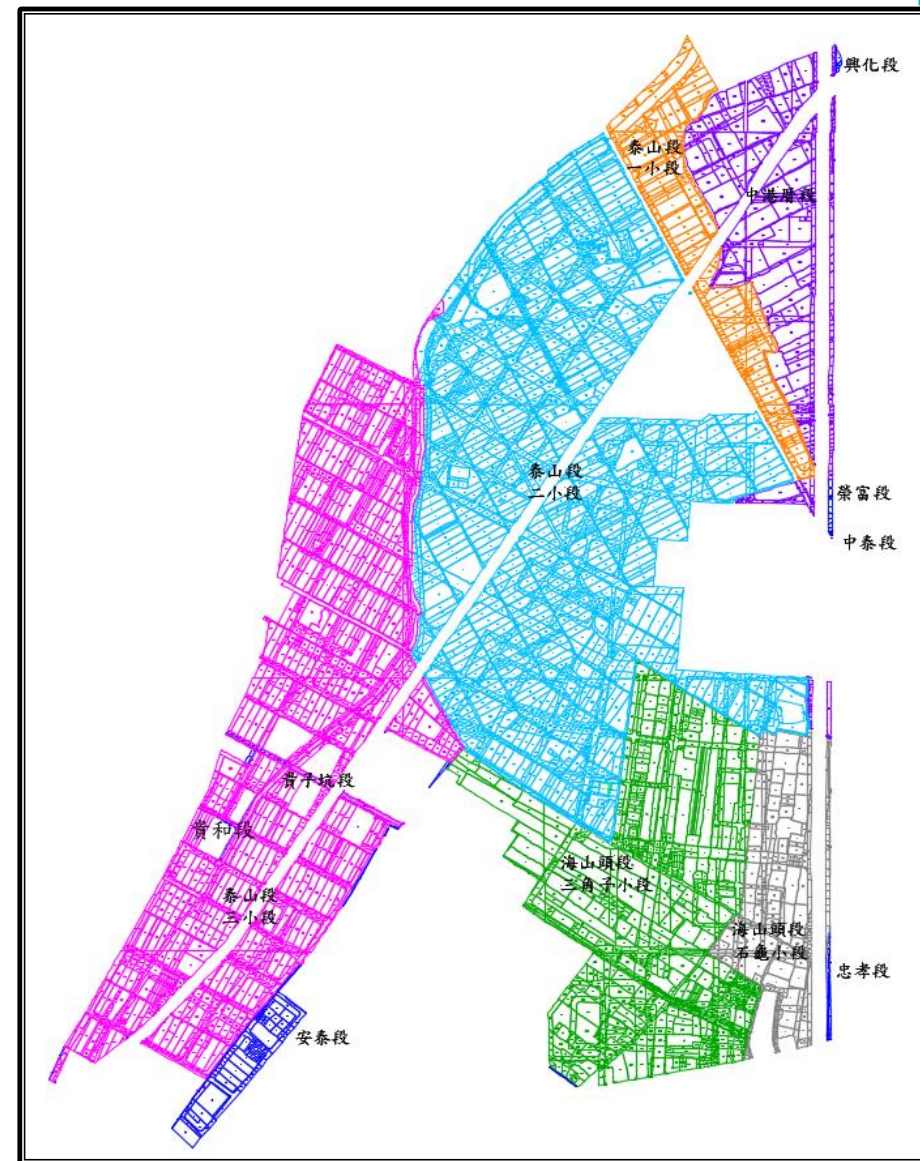 興化段
泰山段
一小段
中港厝段
泰山段
二小段
榮富段
中泰段
貴子坑段
貴和段
泰山段
三小段
海山頭段
三角子小段
海山頭段
石龜小段
忠孝段
安泰段